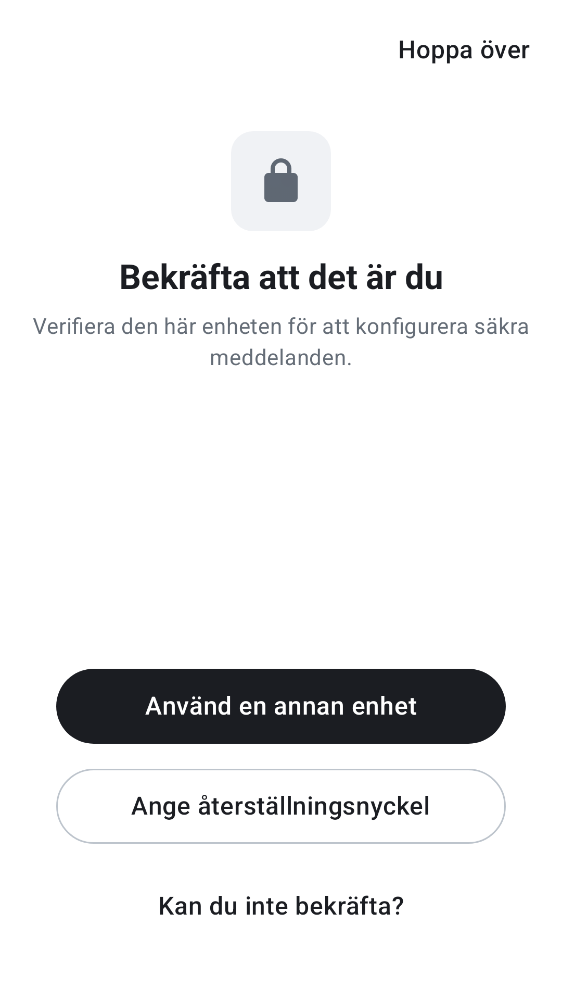 Hoppa över
Bekräfta att det är du
Verifiera den här enheten för att konfigurera säkra
meddelanden.
Använd en annan enhet
Ange återställningsnyckel
Kan du inte bekräfta?